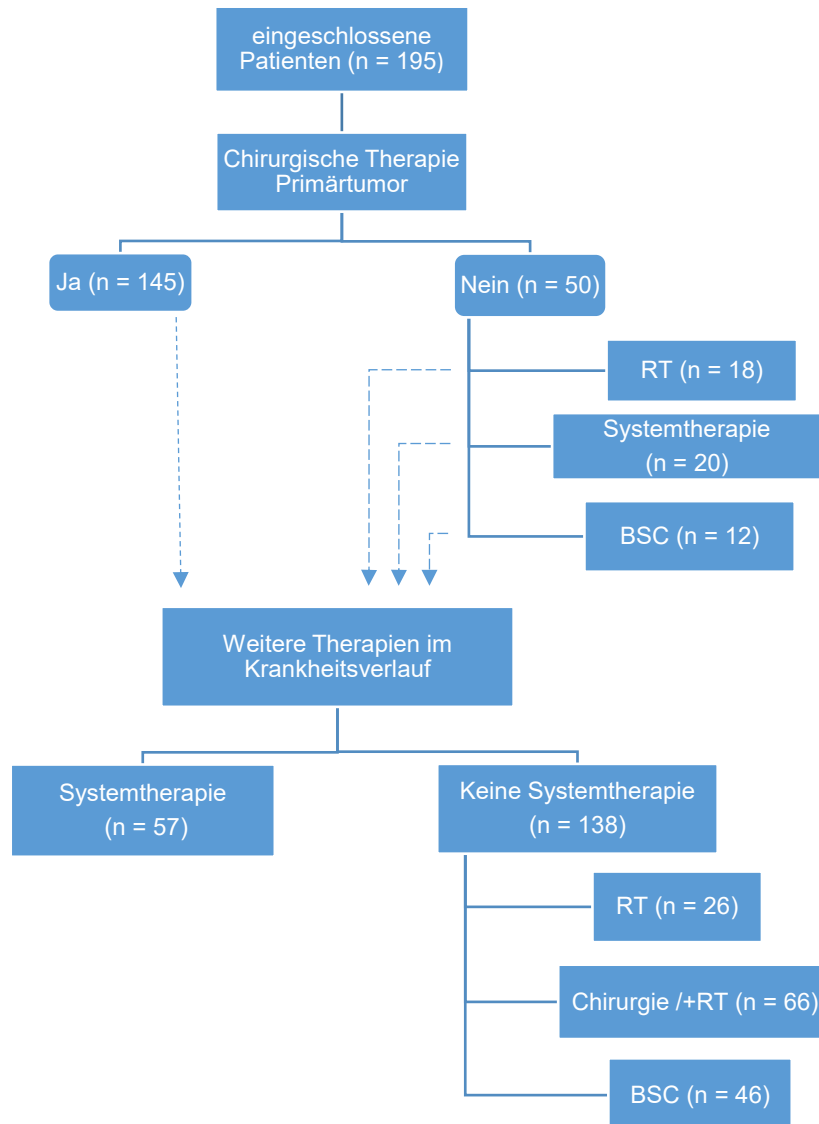 eingeschlossene
Patienten (n = 195)
Chirurgische Therapie
Primärtumor
Ja (n = 145)
Nein (n = 50)
RT (n = 18)
Systemtherapie
(n = 20)
BSC (n = 12)
Weitere Therapien im
Krankheitsverlauf
Systemtherapie
(n = 57)
Keine Systemtherapie
(n = 138)
RT (n = 26)
Chirurgie /+RT (n = 66)
BSC (n = 46)